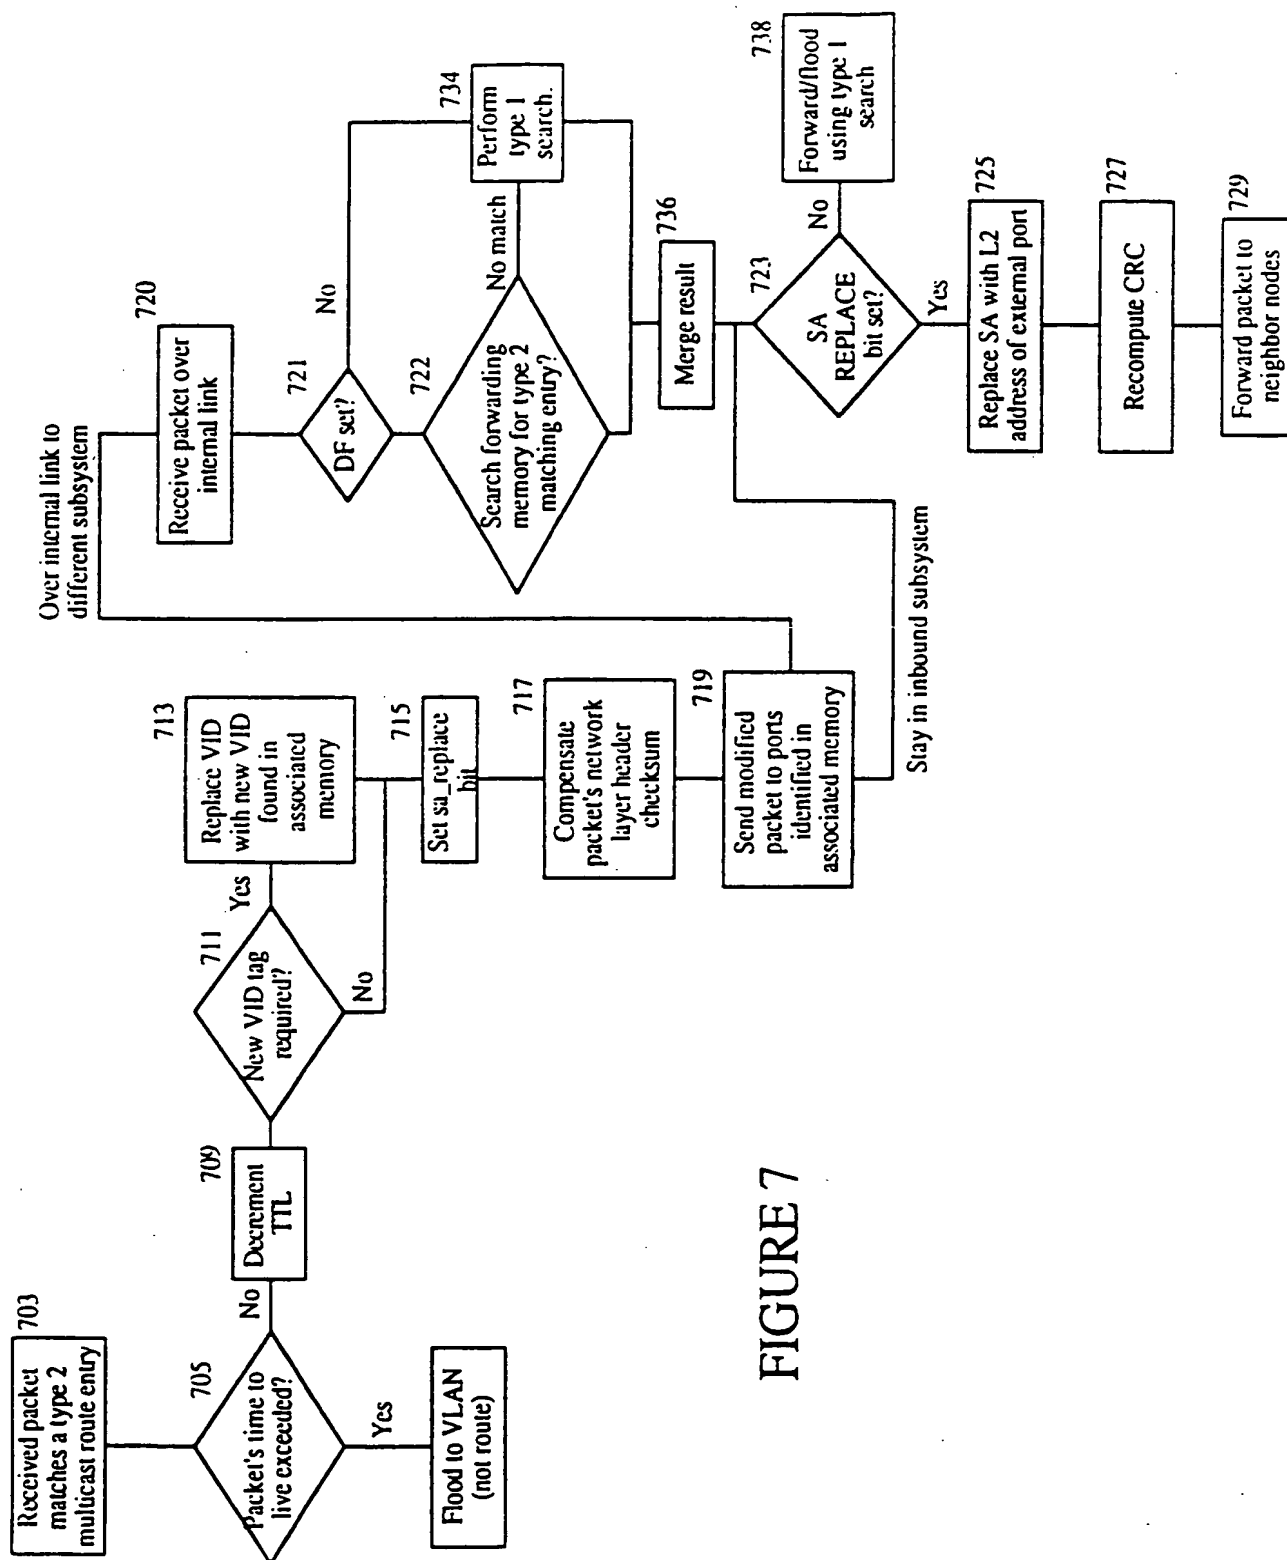 703
Received packet
matches a type 2
multicast route entry
705
Packet's time to
live exceeded?
Yes
Flood to VLAN
(not route)
No
709
Decrement
TTL
711
New VID tag
required?
Yes
No
713
Replace VID
with new VID
found in
associated
memory
715
Set sa_replace
bit
717
Compensate
packet's network
layer header
checksum
719
Send modified
packet to ports
identified in
associated memory
Over internal link to
different subsystem
Stay in inbound subsystem
720
Receive packet over
internal link
721
DF set?
No
722
Search forwarding
memory for type 2
matching entry?
No match
734
Perform
type 1
search.
736
Merge result
723
SA
REPLACE
bit set?
No
738
Forward/flood
using type 1
search
Yes
725
Replace SA with L2
address of external port
727
Recompute CRC
729
Forward packet to
neighbor nodes
FIGURE 7